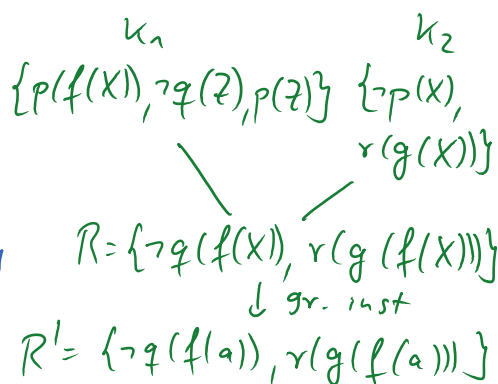 K₁ K₂
{p(f(X)),¬q(Z),p(Z)} {¬p(X),
r(g(X))}
R={¬q(f(X)), r(g(f(X)))}
↓ gr. inst
R'= {¬q(f(a)), r(g(f(a)))}